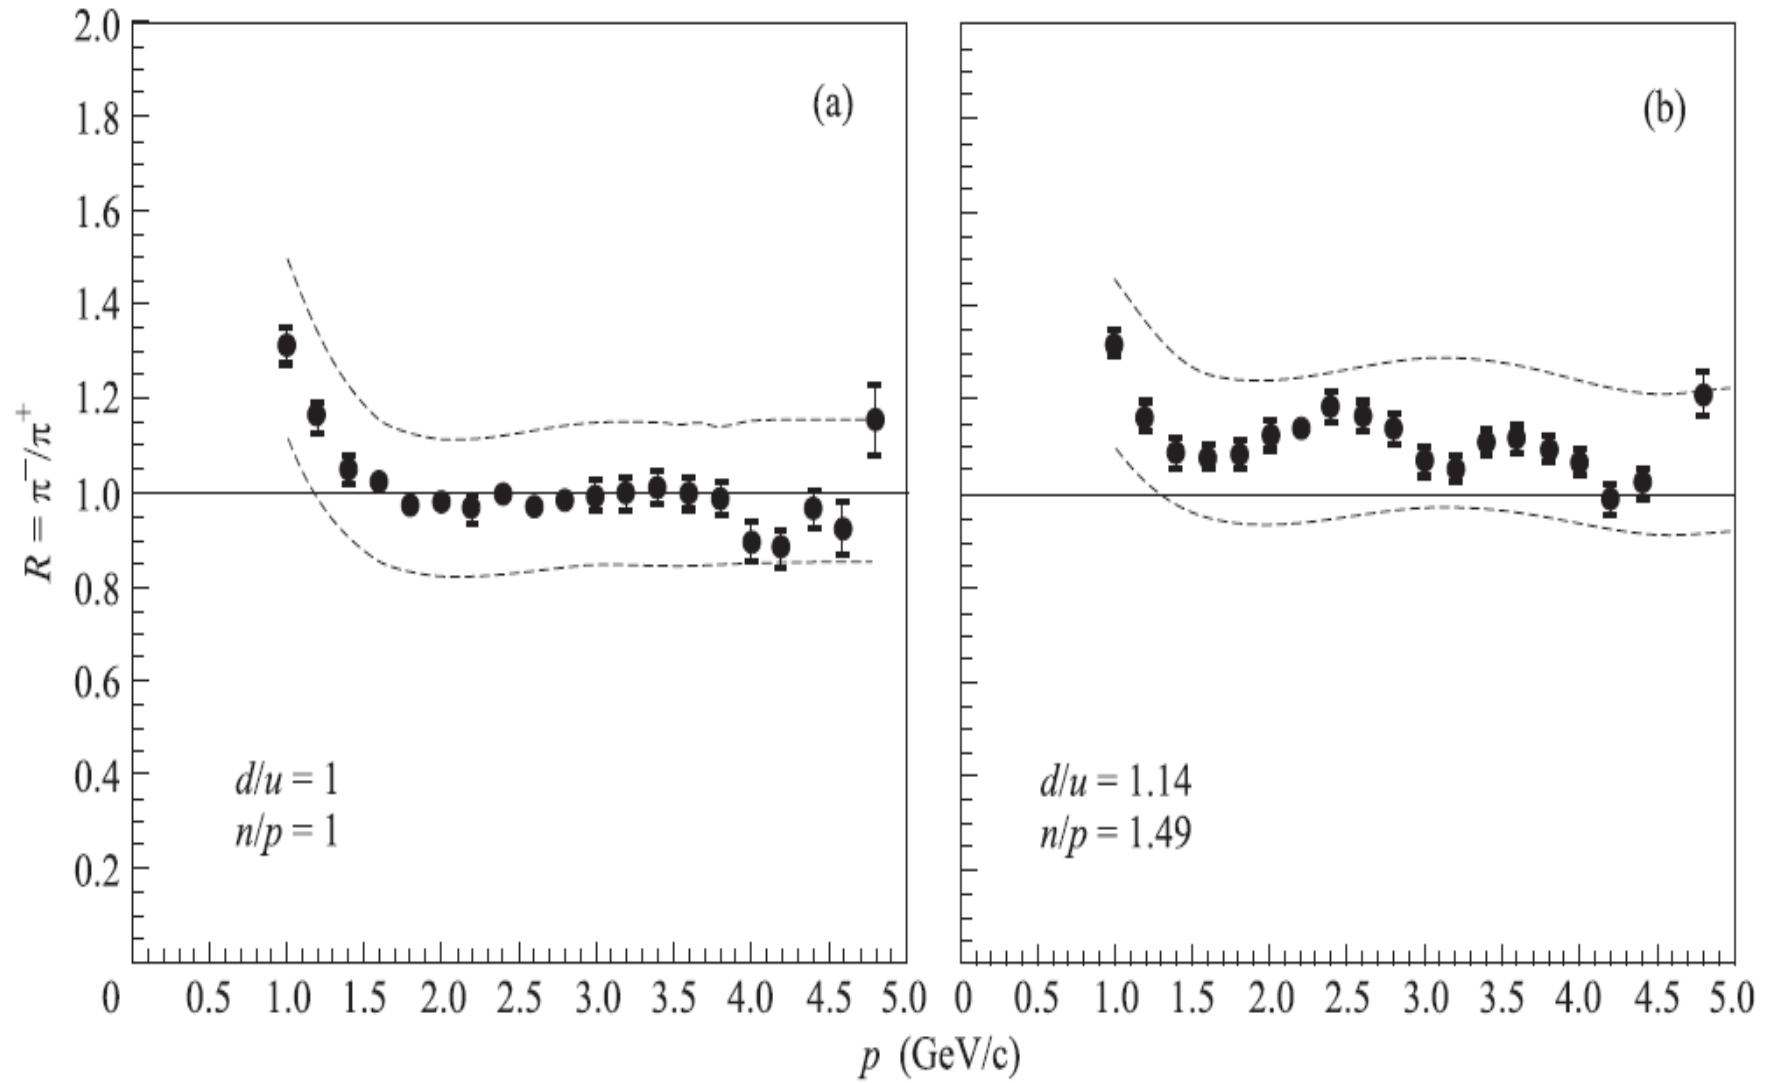 2.0
1.8
1.6
1.4
1.2
1.0
0.8
0.6
0.4
0.2
R = π⁻/π⁺
(a)
d/u = 1
n/p = 1
0 0.5 1.0 1.5 2.0 2.5 3.0 3.5 4.0 4.5 5.0
(b)
d/u = 1.14
n/p = 1.49
0 0.5 1.0 1.5 2.0 2.5 3.0 3.5 4.0 4.5 5.0
p (GeV/c)